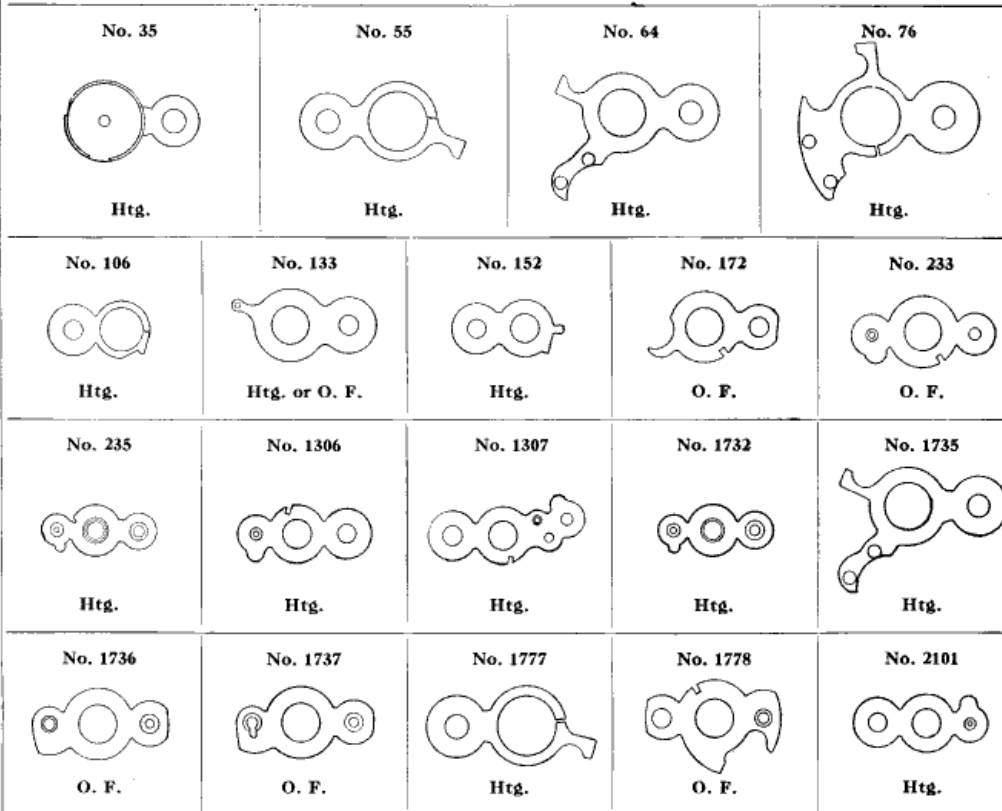 No. 35 No. 55 No. 64 No. 76
Htg. Htg. Htg. Htg.
No. 106 No. 133 No. 152 No. 172 No. 233
Htg. Htg. or O. F. Htg. O. F. O. F.
No. 235 No. 1306 No. 1307 No. 1732 No. 1735
Htg. Htg. Htg. Htg. Htg.
No. 1736 No. 1737 No. 1777 No. 1778 No. 2101
O. F. O. F. Htg. O. F. Htg.